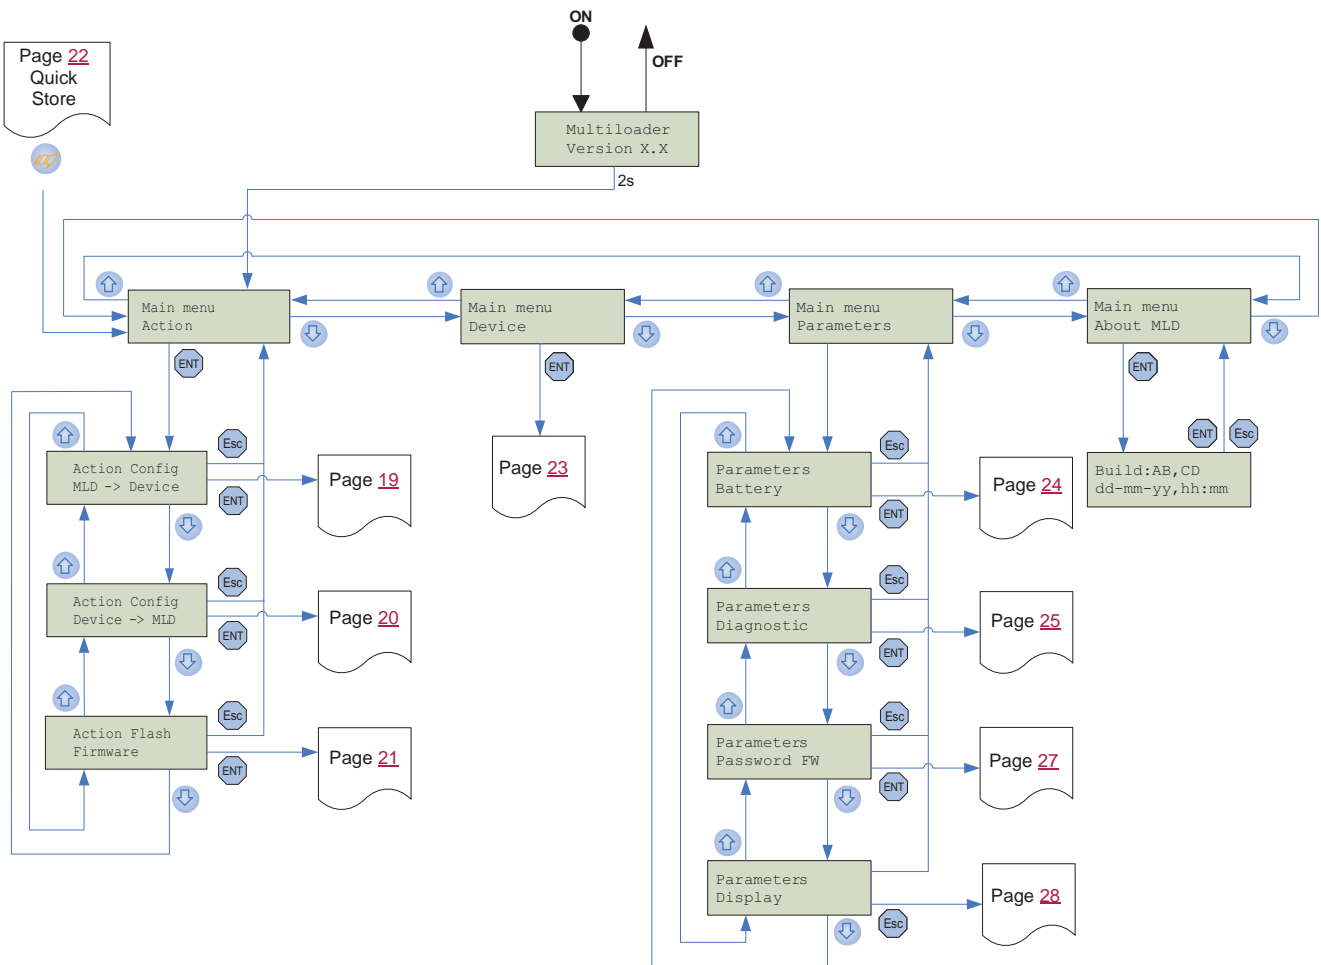 ON
OFF
Page 22
Quick
Store
Multiloader
Version X.X
2s
Main menu
Action
Main menu
Device
Main menu
Parameters
Main menu
About MLD
ENT
ENT
ENT
Esc
Action Config
MLD -> Device
ENT
Page 19
Page 23
Esc
Parameters
Battery
ENT
Page 24
ENT
Esc
Build:AB,CD
dd-mm-yy,hh:mm
Esc
Action Config
Device -> MLD
ENT
Page 20
Esc
Parameters
Diagnostic
ENT
Page 25
Esc
Action Flash
Firmware
ENT
Page 21
Esc
Parameters
Password FW
ENT
Page 27
Parameters
Display
Esc
Page 28